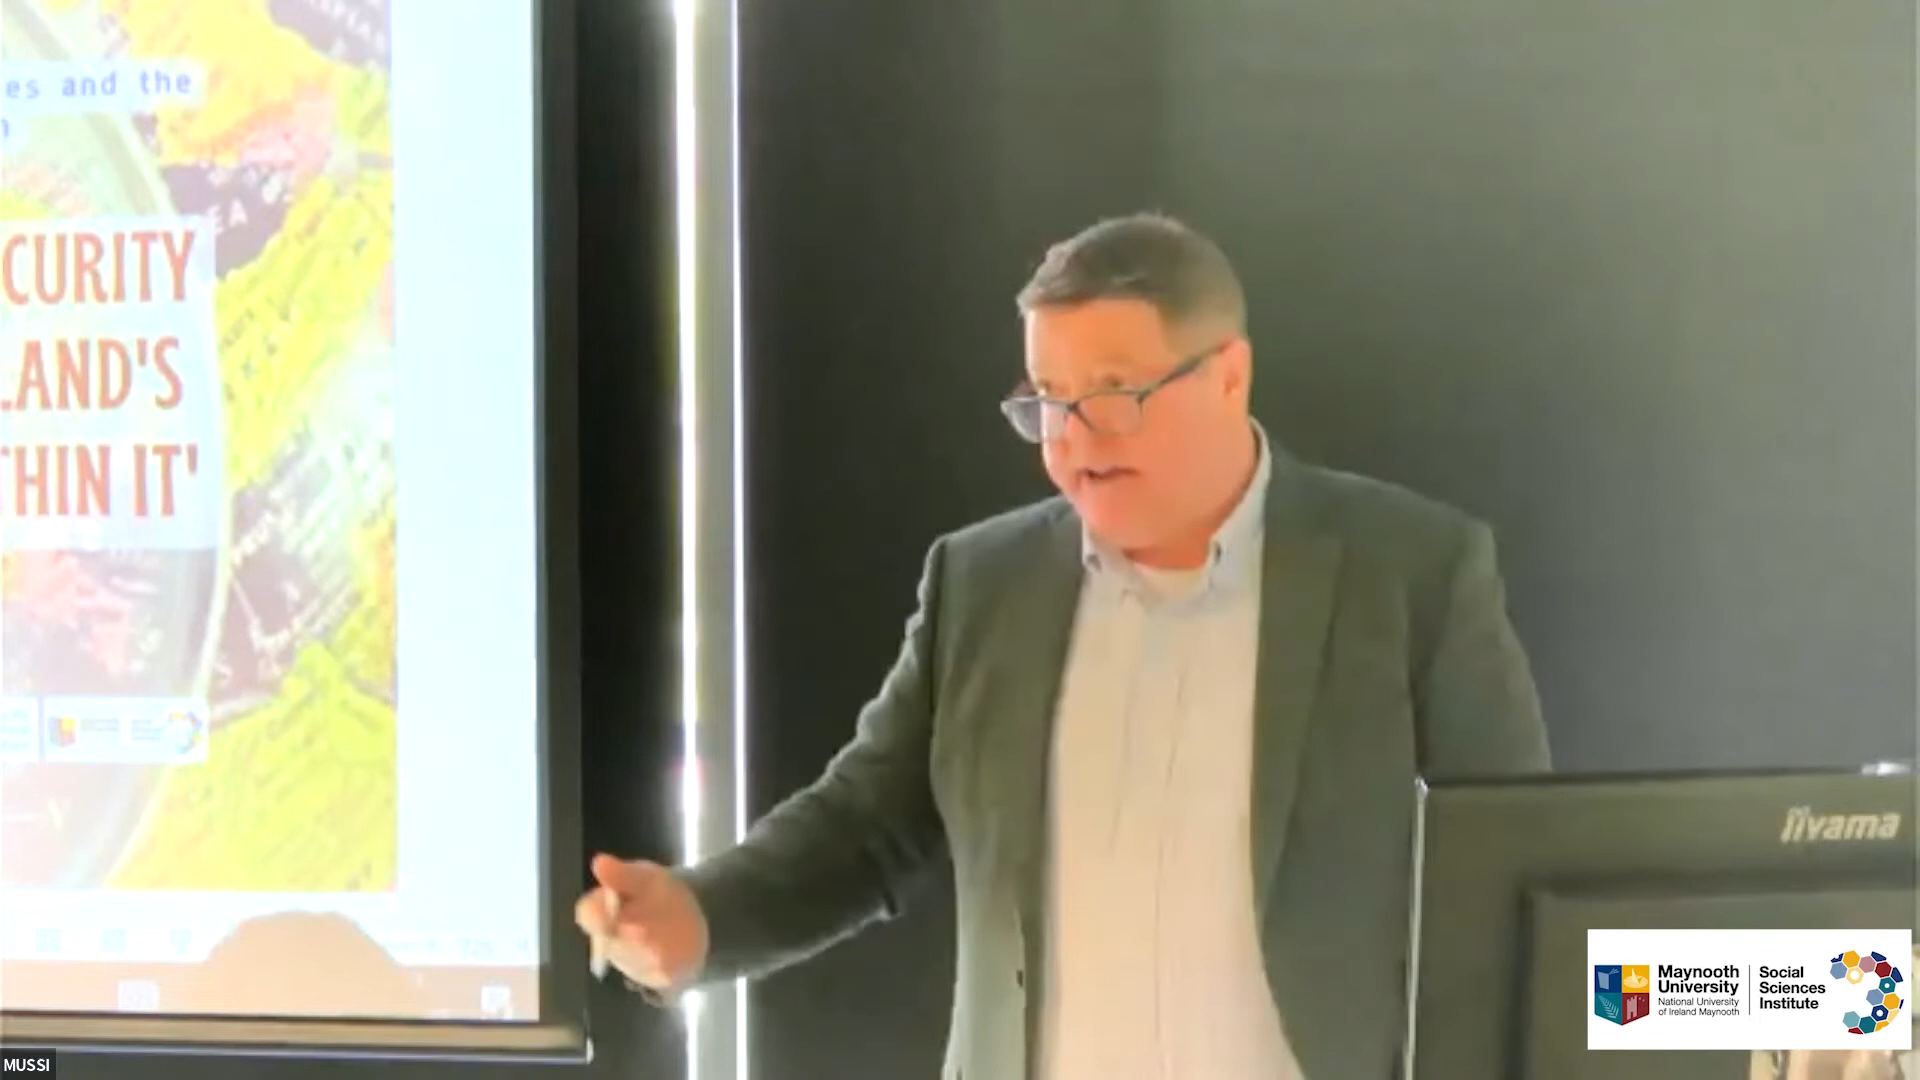 es and the
CURITY
LAND'S
THIN IT'
iiyama
Maynooth
University
National University
of Ireland Maynooth
Social
Sciences
Institute
MUSSI